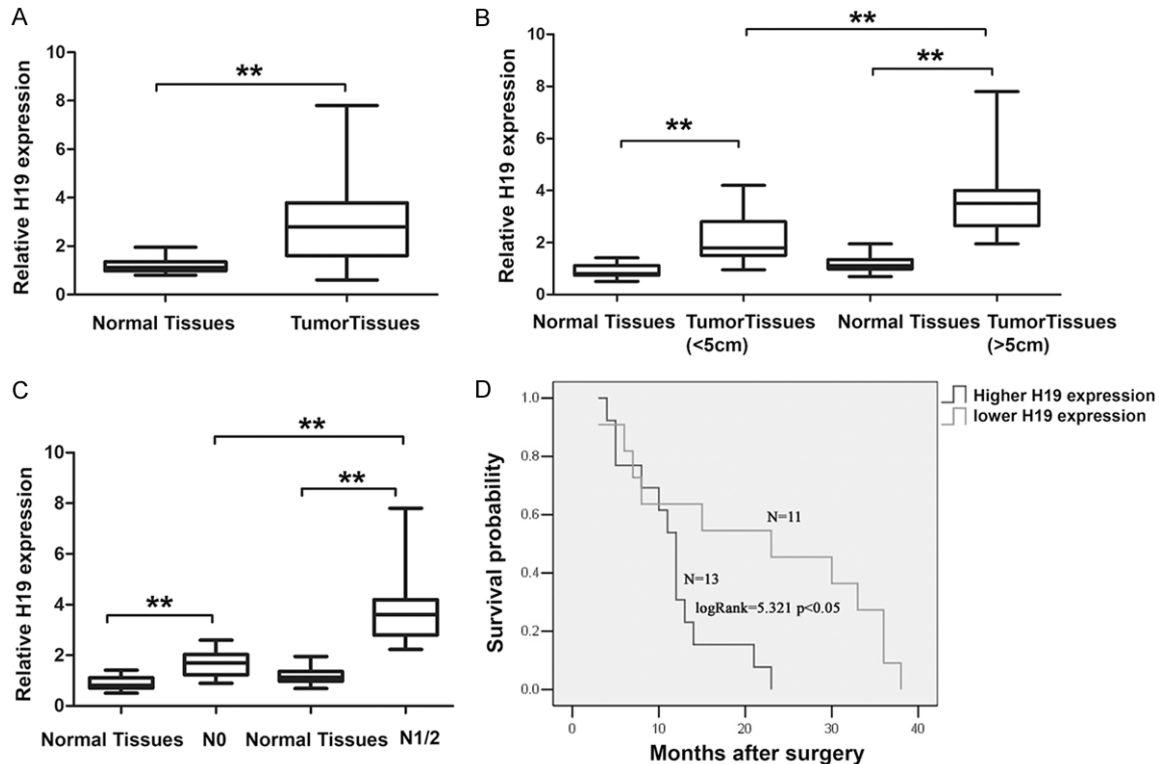 A
Relative H19 expression
10
8
6
4
2
0
**
Normal Tissues
TumorTissues
B
Relative H19 expression
10
8
6
4
2
0
**
**
**
Normal Tissues
TumorTissues
(<5cm)
Normal Tissues
TumorTissues
(>5cm)
C
Relative H19 expression
10
8
6
4
2
0
**
**
**
Normal Tissues
N0
Normal Tissues
N1/2
D
Higher H19 expression
lower H19 expression
Survival probability
1.0
0.8
0.6
0.4
0.2
0.0
N=11
N=13
logRank=5.321 p<0.05
0
10
20
30
40
Months after surgery